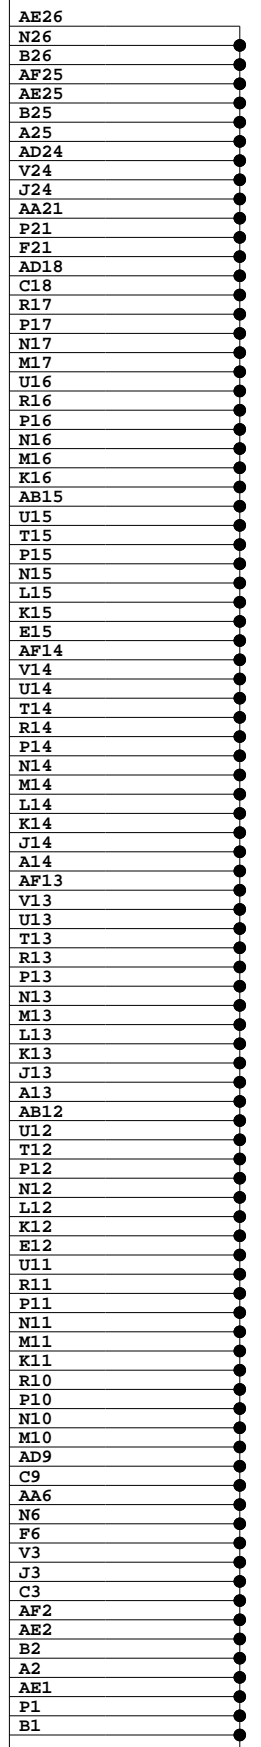 AE26
N26
B26
AF25
AE25
B25
A25
AD24
V24
J24
AA21
P21
F21
AD18
C18
R17
P17
N17
M17
U16
R16
P16
N16
M16
K16
AB15
U15
T15
P15
N15
L15
K15
E15
AF14
V14
U14
T14
R14
P14
N14
M14
L14
K14
J14
A14
AF13
V13
U13
T13
R13
P13
N13
M13
L13
K13
J13
A13
AB12
U12
T12
P12
N12
L12
K12
E12
U11
R11
P11
N11
M11
K11
R10
P10
N10
M10
AD9
C9
AA6
N6
F6
V3
J3
C3
AF2
AE2
B2
A2
AE1
P1
B1